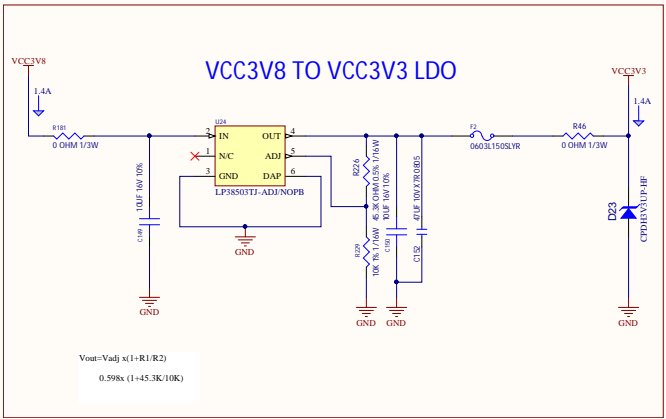 VCC3V8 TO VCC3V3 LDO
VCC3V8
VCC3V3
1.4A
1.4A
R181
0 OHM 1/3W
U24
2 IN
OUT 4
1 N/C
ADJ 5
3 GND
DAP 6
LP38503TJ-ADJ/NOPB
F2
0603L150SLYR
R46
0 OHM 1/3W
10UF 16V 10%
C149
R226
45.3K OHM 0.5% 1/16W
R229
10K 1% 1/16W
10UF 16V 10%
C150
47UF 10V X7R 0805
C152
D23
CPDH3V3UP-HF
GND
GND
GND
GND
GND
Vout=Vadj x(1+R1/R2)
0.598x (1+45.3K/10K)